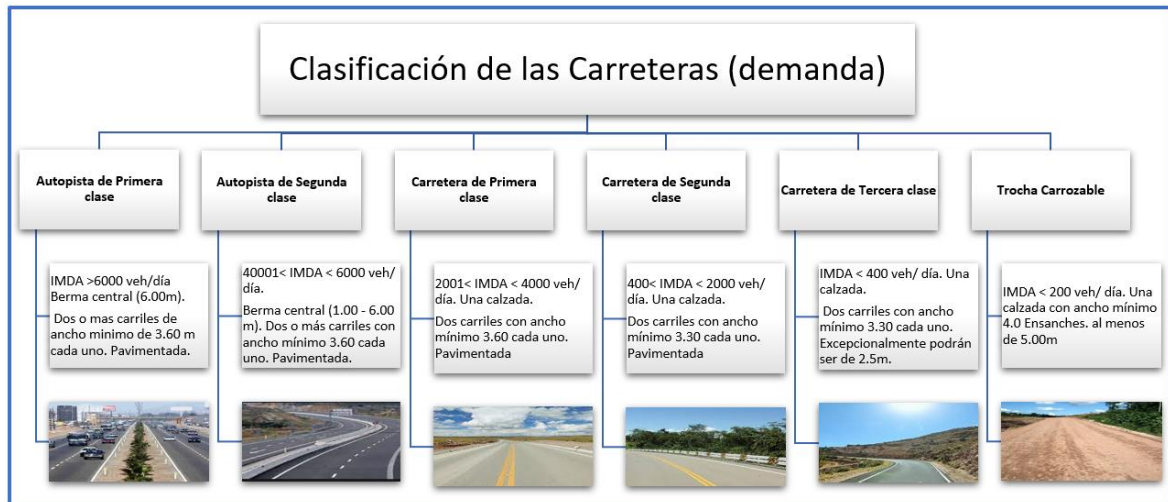 Clasificación de las Carreteras (demanda)
Autopista de Primera
clase
Autopista de Segunda
clase
Carretera de Primera
clase
Carretera de Segunda
clase
Carretera de Tercera clase
Trocha Carrozable
IMDA >6000 veh/día
Berma central (6.00m).
Dos o mas carriles de
ancho minimo de 3.60 m
cada uno. Pavimentada.
40001< IMDA < 6000 veh/
día.
Berma central (1.00 - 6.00
m). Dos o más carriles con
ancho mínimo 3.60 cada
uno. Pavimentada.
2001< IMDA < 4000 veh/
día. Una calzada.
Dos carriles con ancho
mínimo 3.60 cada uno.
Pavimentada
400< IMDA < 2000 veh/
día. Una calzada.
Dos carriles con ancho
mínimo 3.30 cada uno.
Pavimentada
IMDA < 400 veh/ día. Una
calzada.
Dos carriles con ancho
mínimo 3.30 cada uno.
Excepcionalmente podrán
ser de 2.5m.
IMDA < 200 veh/ día. Una
calzada con ancho mínimo
4.0 Ensanches. al menos
de 5.00m